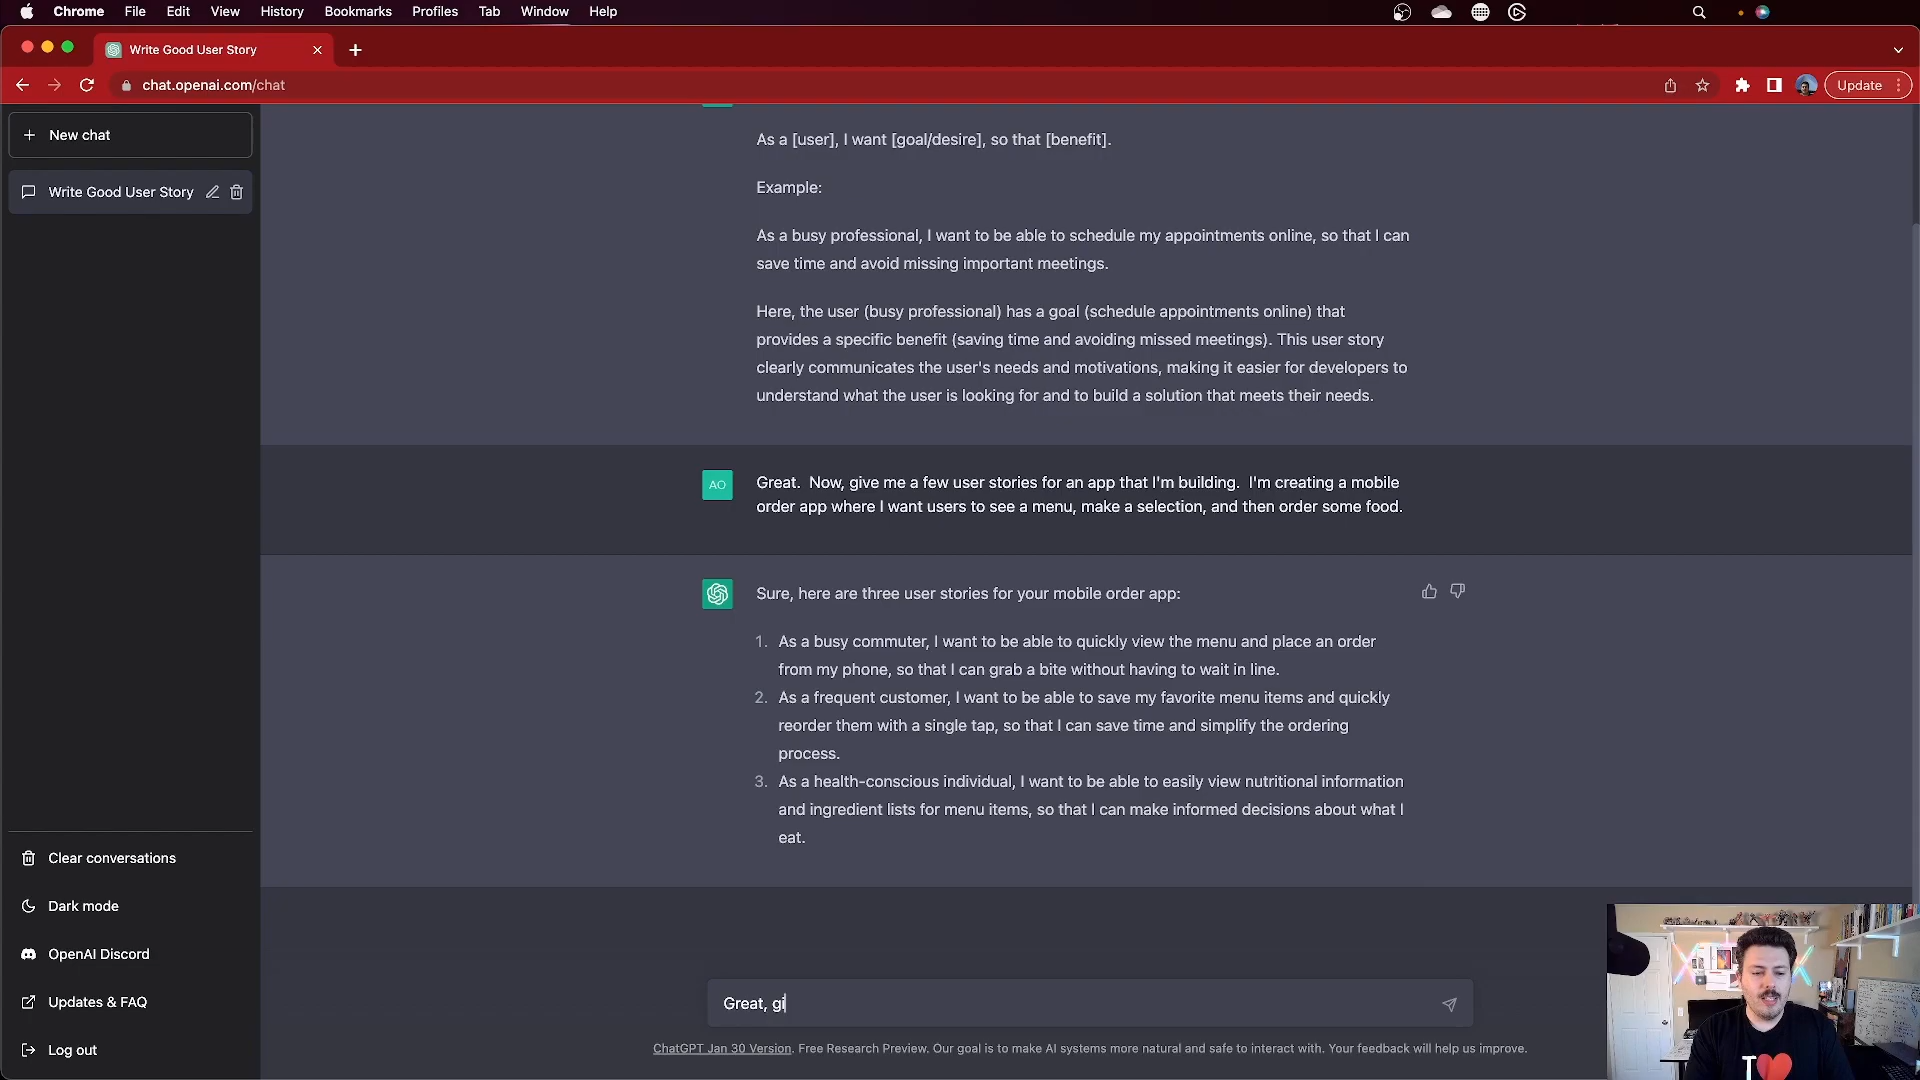 Chrome File Edit View History Bookmarks Profiles Tab Window Help
Write Good User Story
chat.openai.com/chat
Update
New chat
Write Good User Story
As a [user], I want [goal/desire], so that [benefit].
Example:
As a busy professional, I want to be able to schedule my appointments online, so that I can
save time and avoid missing important meetings.
Here, the user (busy professional) has a goal (schedule appointments online) that
provides a specific benefit (saving time and avoiding missed meetings). This user story
clearly communicates the user's needs and motivations, making it easier for developers to
understand what the user is looking for and to build a solution that meets their needs.
AO
Great.  Now, give me a few user stories for an app that I'm building.  I'm creating a mobile
order app where I want users to see a menu, make a selection, and then order some food.
Sure, here are three user stories for your mobile order app:
1. As a busy commuter, I want to be able to quickly view the menu and place an order
from my phone, so that I can grab a bite without having to wait in line.
2. As a frequent customer, I want to be able to save my favorite menu items and quickly
reorder them with a single tap, so that I can save time and simplify the ordering
process.
3. As a health-conscious individual, I want to be able to easily view nutritional information
and ingredient lists for menu items, so that I can make informed decisions about what I
eat.
Clear conversations
Dark mode
OpenAI Discord
Updates & FAQ
Log out
Great, gi
ChatGPT Jan 30 Version. Free Research Preview. Our goal is to make AI systems more natural and safe to interact with. Your feedback will help us improve.
I